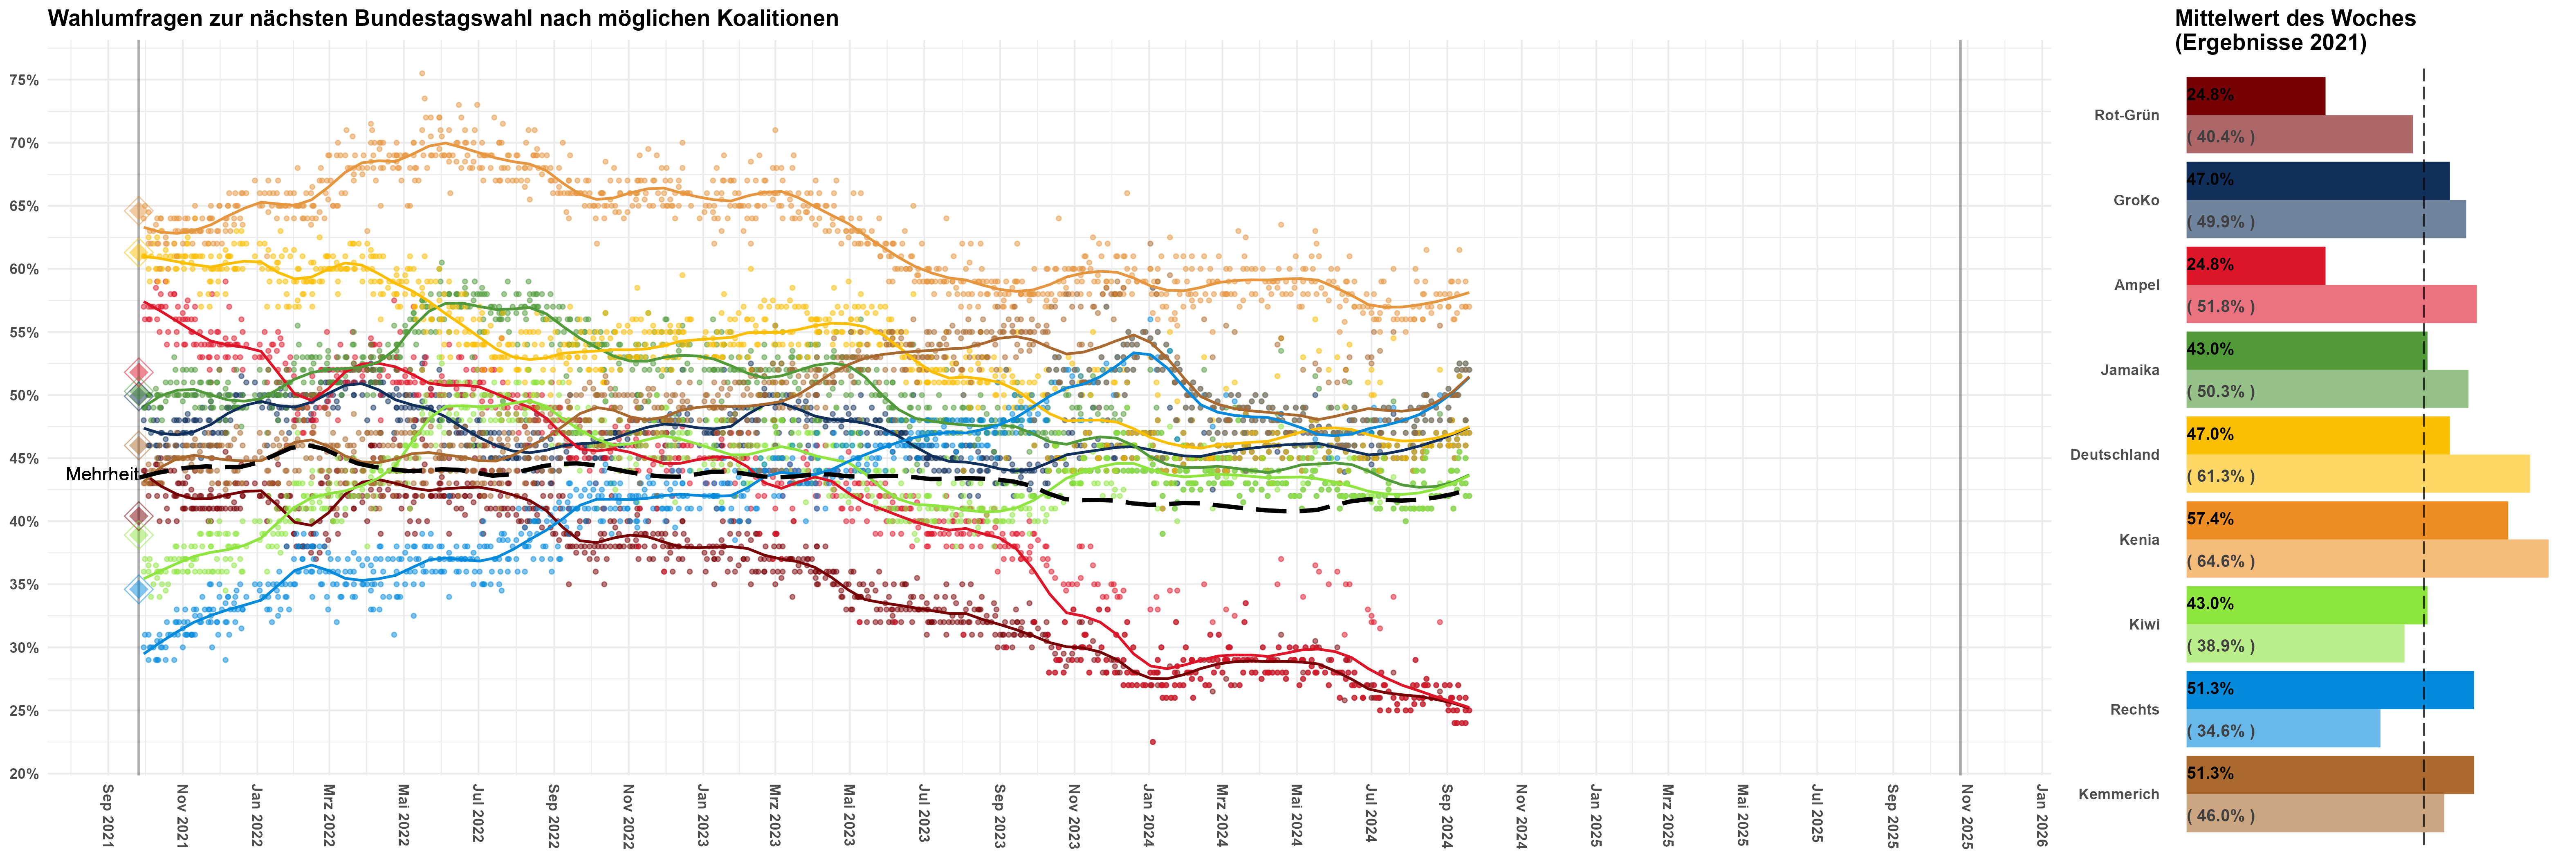 Wahlumfragen zur nächsten Bundestagswahl nach möglichen Koalitionen
75%
70%
65%
60%
55%
50%
45%
40%
35%
30%
25%
20%
Mehrheit
Sep 2021
Nov 2021
Jan 2022
Mrz 2022
Mai 2022
Jul 2022
Sep 2022
Nov 2022
Jan 2023
Mrz 2023
Mai 2023
Jul 2023
Sep 2023
Nov 2023
Jan 2024
Mrz 2024
Mai 2024
Jul 2024
Sep 2024
Nov 2024
Jan 2025
Mrz 2025
Mai 2025
Jul 2025
Sep 2025
Nov 2025
Jan 2026
Mittelwert des Woches
(Ergebnisse 2021)
Rot-Grün
24.8%
( 40.4% )
GroKo
47.0%
( 49.9% )
Ampel
24.8%
( 51.8% )
Jamaika
43.0%
( 50.3% )
Deutschland
47.0%
( 61.3% )
Kenia
57.4%
( 64.6% )
Kiwi
43.0%
( 38.9% )
Rechts
51.3%
( 34.6% )
Kemmerich
51.3%
( 46.0% )